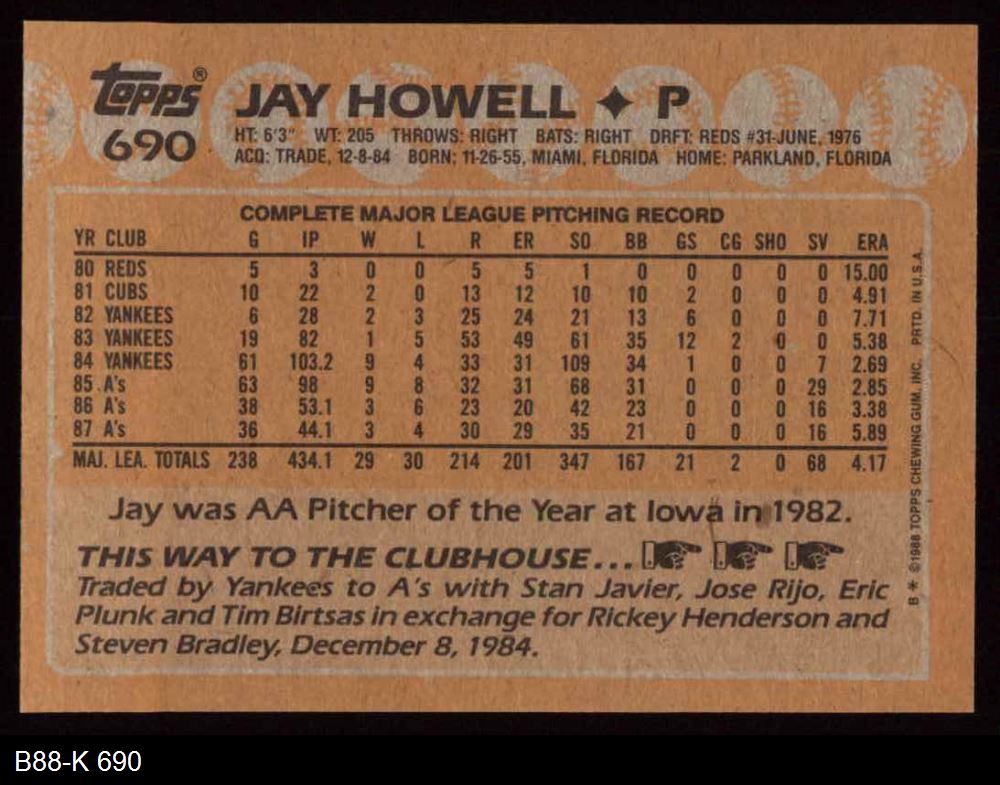 Topps®
690
JAY HOWELL ✦ P
HT: 6'3" WT: 205 THROWS: RIGHT BATS: RIGHT DRFT: REDS #31-JUNE, 1976
ACQ: TRADE, 12-8-84 BORN: 11-26-55, MIAMI, FLORIDA HOME: PARKLAND, FLORIDA
COMPLETE MAJOR LEAGUE PITCHING RECORD
YR CLUB G IP W L R ER SO BB GS CG SHO SV ERA
80 REDS 5 3 0 0 5 5 1 0 0 0 0 0 15.00
81 CUBS 10 22 2 0 13 12 10 10 2 0 0 0 4.91
82 YANKEES 6 28 2 3 25 24 21 13 6 0 0 0 7.71
83 YANKEES 19 82 1 5 53 49 61 35 12 2 0 0 5.38
84 YANKEES 61 103.2 9 4 33 31 109 34 1 0 0 7 2.69
85 A's 63 98 9 8 32 31 68 31 0 0 0 29 2.85
86 A's 38 53.1 3 6 23 20 42 23 0 0 0 16 3.38
87 A's 36 44.1 3 4 30 29 35 21 0 0 0 16 5.89
MAJ. LEA. TOTALS 238 434.1 29 30 214 201 347 167 21 2 0 68 4.17
Jay was AA Pitcher of the Year at Iowa in 1982.
THIS WAY TO THE CLUBHOUSE...
Traded by Yankees to A's with Stan Javier, Jose Rijo, Eric
Plunk and Tim Birtsas in exchange for Rickey Henderson and
Steven Bradley, December 8, 1984.
B * ©1988 TOPPS CHEWING GUM, INC. PRTD. IN U.S.A.
B88-K 690